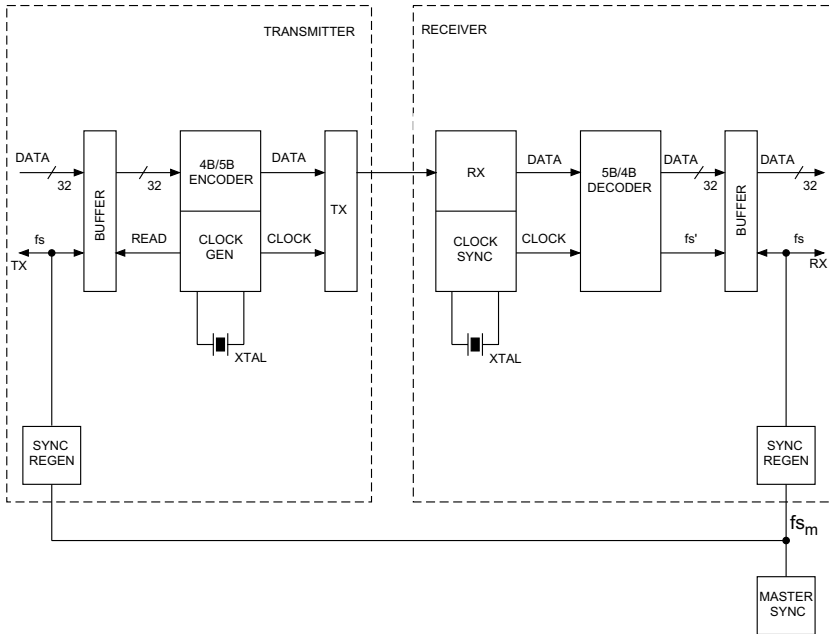 TRANSMITTER
RECEIVER
DATA
32
BUFFER
32
4B/5B
ENCODER
DATA
TX
RX
DATA
5B/4B
DECODER
DATA
32
BUFFER
DATA
32
fs
TX
READ
CLOCK
GEN
CLOCK
CLOCK
SYNC
CLOCK
fs'
fs
RX
XTAL
XTAL
SYNC
REGEN
SYNC
REGEN
fsm
MASTER
SYNC